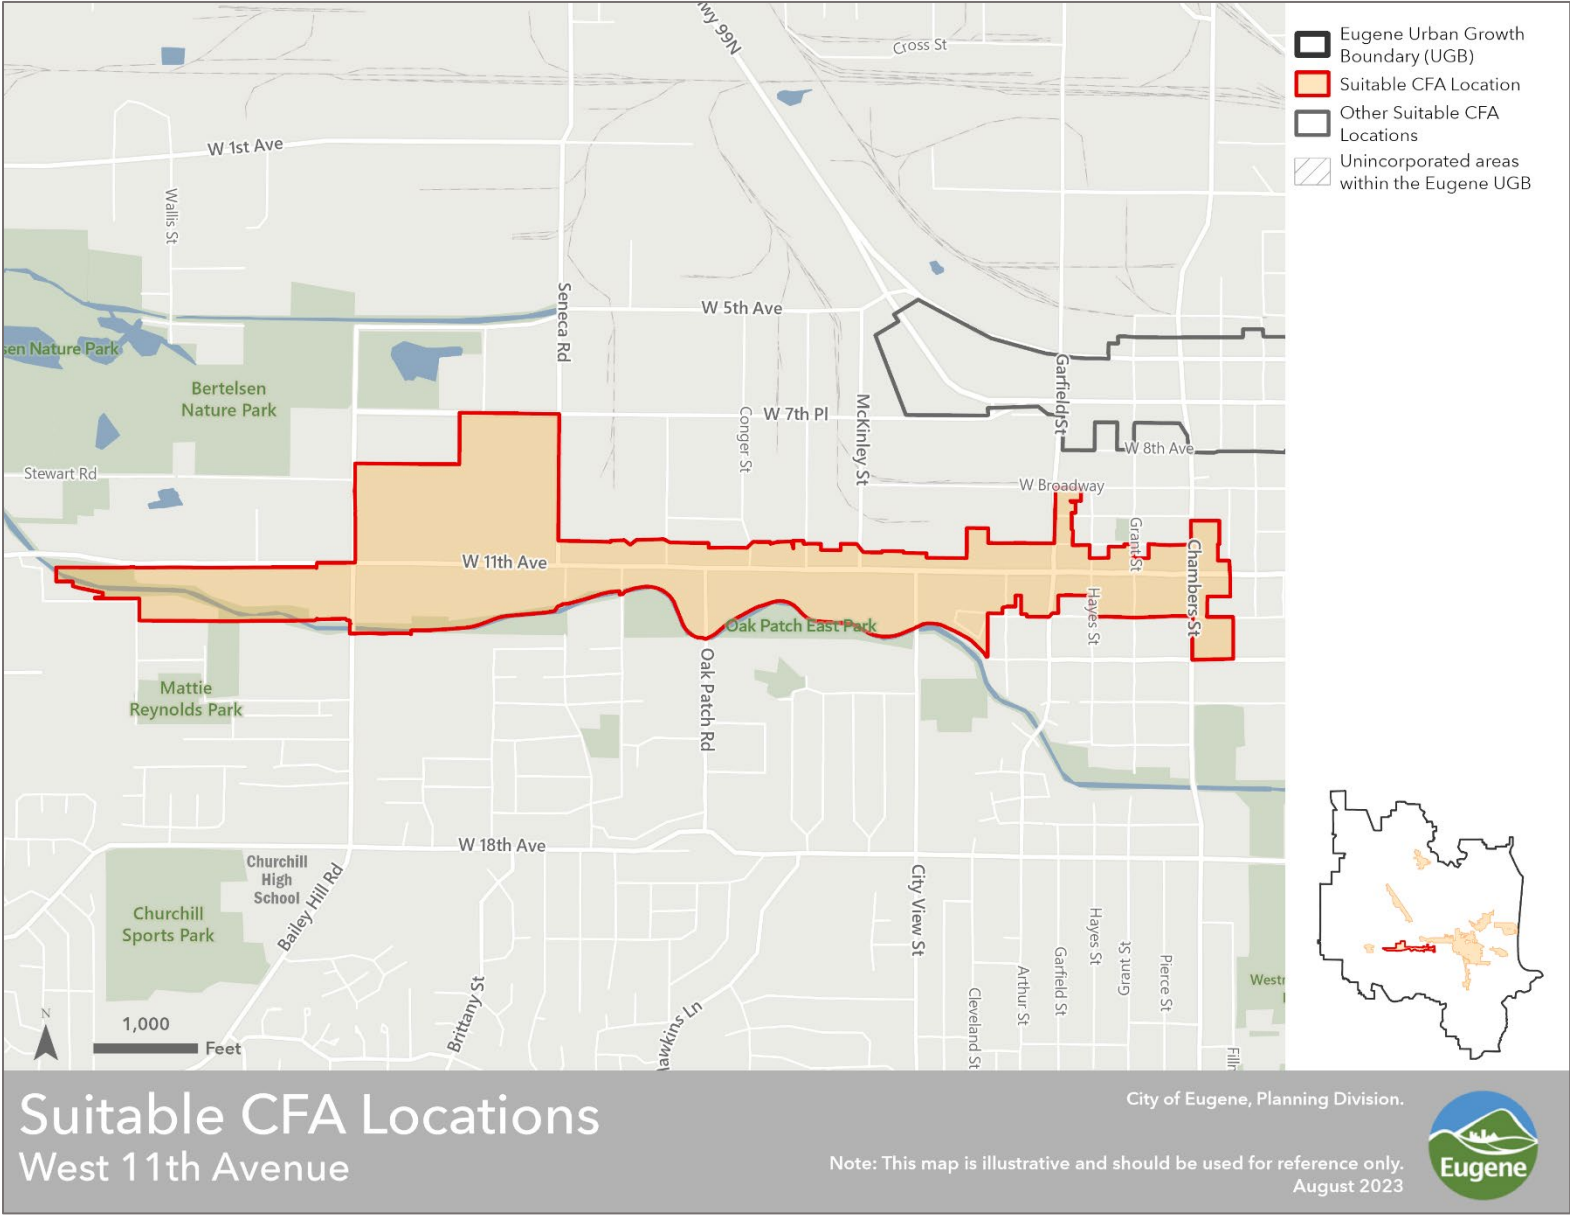 wy 99N
Cross St
W 1st Ave
Wallis St
Seneca Rd
W 5th Ave
sen Nature Park
Bertelsen
Nature Park
W 7th Pl
Conger St
McKinley St
Garfield St
W 8th Ave
Stewart Rd
W Broadway
Grant St
Chambers St
W 11th Ave
Hayes St
Oak Patch East Park
Oak Patch Rd
Mattie
Reynolds Park
W 18th Ave
Churchill
High
School
Bailey Hill Rd
Churchill
Sports Park
City View St
Brittany St
awkins Ln
Cleveland St
Arthur St
Garfield St
Hayes St
Grant St
Pierce St
Westm
Fillm
N
1,000
Feet
Eugene Urban Growth
Boundary (UGB)
Suitable CFA Location
Other Suitable CFA
Locations
Unincorporated areas
within the Eugene UGB
Suitable CFA Locations
West 11th Avenue
City of Eugene, Planning Division.
Note: This map is illustrative and should be used for reference only.
August 2023
Eugene